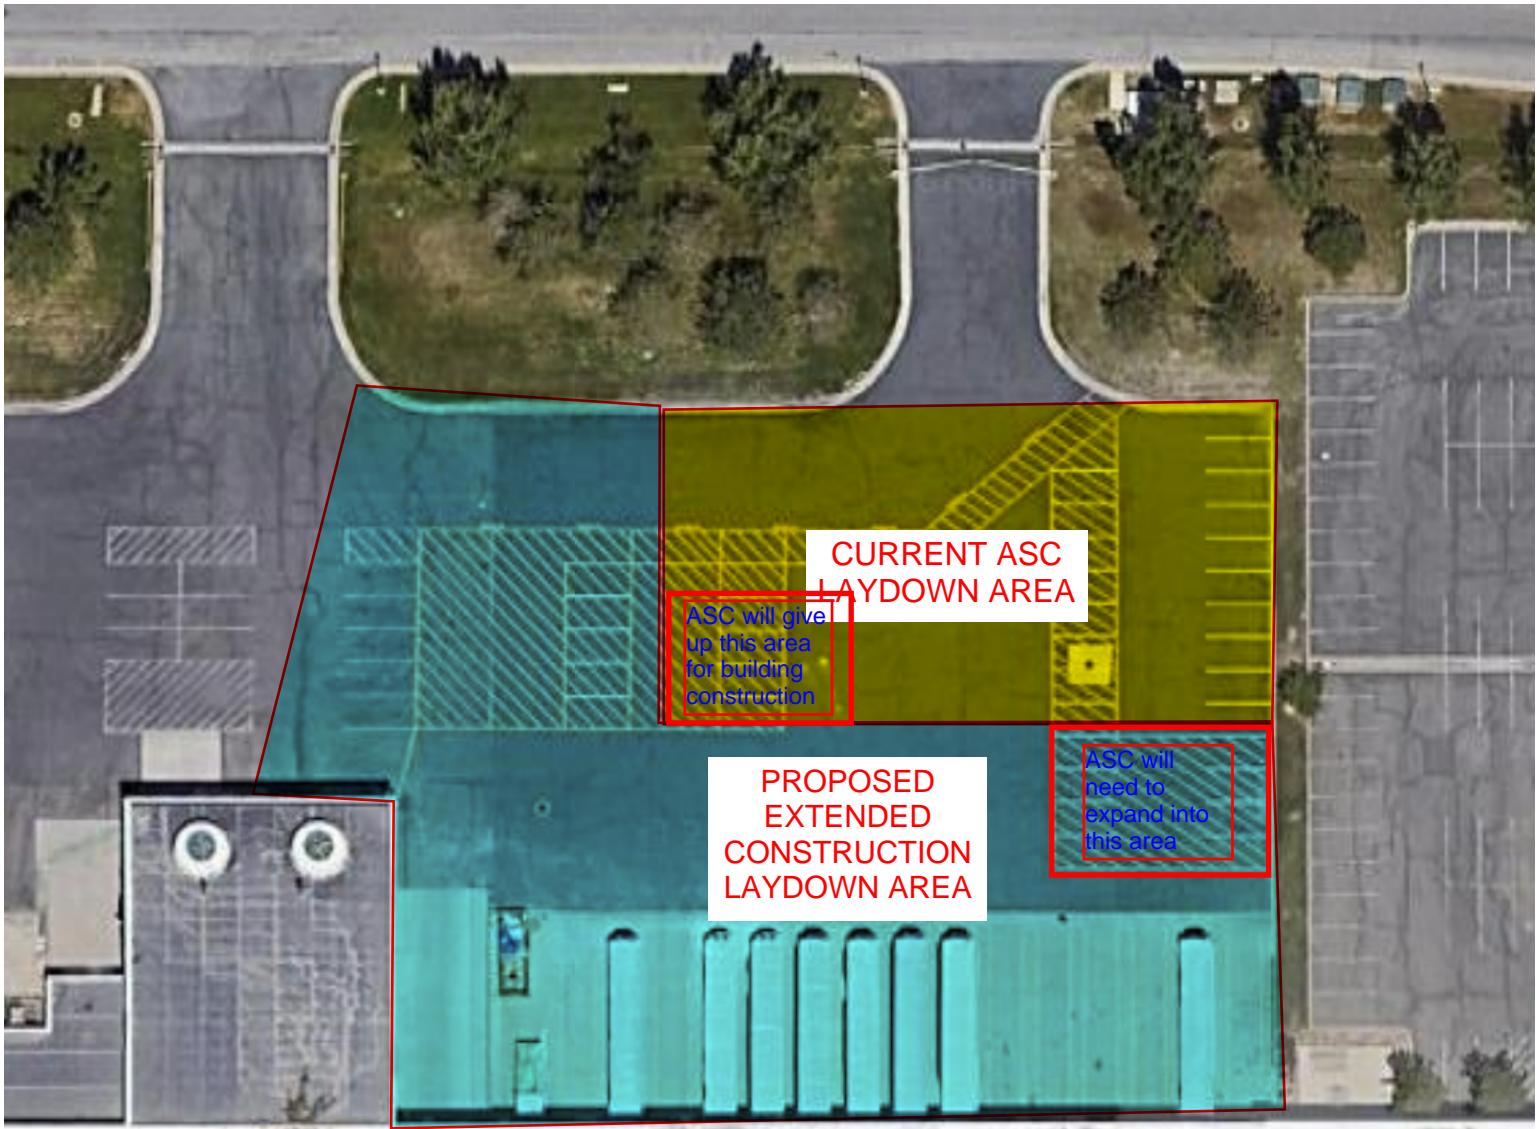 CURRENT ASC
LAYDOWN AREA
ASC will give
up this area
for building
construction
PROPOSED
EXTENDED
CONSTRUCTION
LAYDOWN AREA
ASC will
need to
expand into
this area